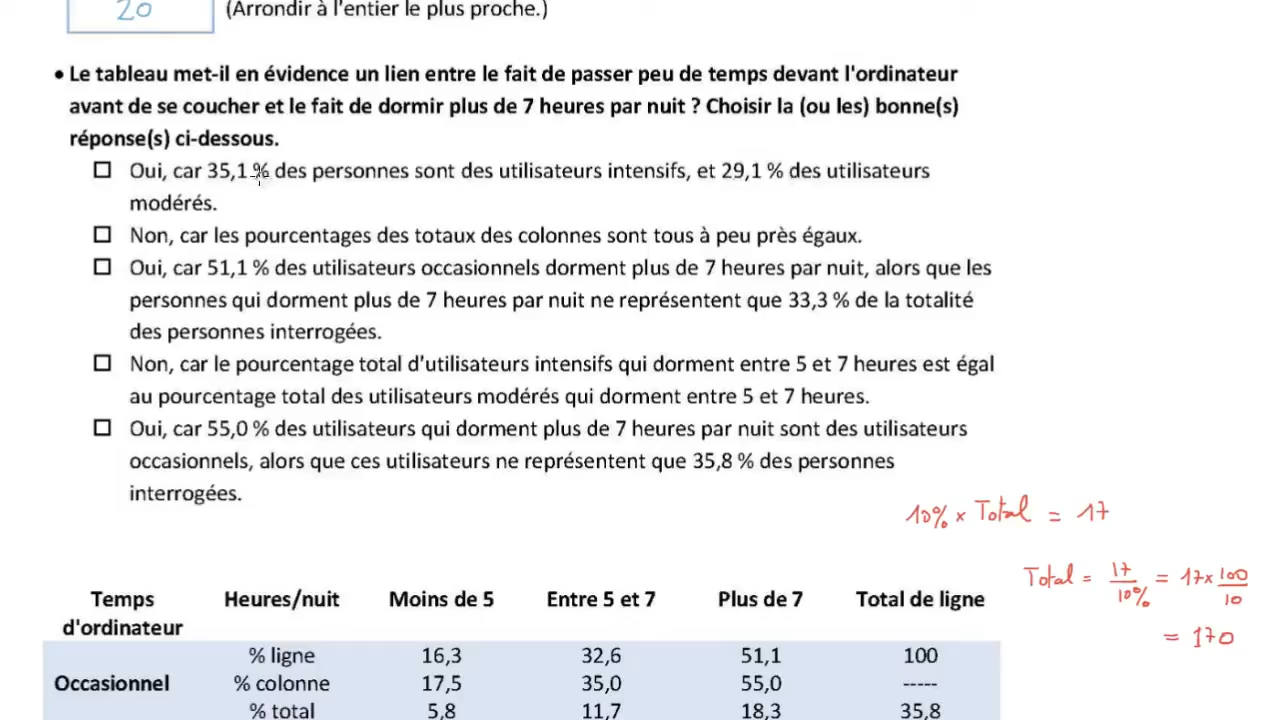 20 (Arrondir à l'entier le plus proche.)
• Le tableau met-il en évidence un lien entre le fait de passer peu de temps devant l'ordinateur
avant de se coucher et le fait de dormir plus de 7 heures par nuit ? Choisir la (ou les) bonne(s)
réponse(s) ci-dessous.
☐ Oui, car 35,1 % des personnes sont des utilisateurs intensifs, et 29,1 % des utilisateurs
modérés.
☐ Non, car les pourcentages des totaux des colonnes sont tous à peu près égaux.
☐ Oui, car 51,1 % des utilisateurs occasionnels dorment plus de 7 heures par nuit, alors que les
personnes qui dorment plus de 7 heures par nuit ne représentent que 33,3 % de la totalité
des personnes interrogées.
☐ Non, car le pourcentage total d'utilisateurs intensifs qui dorment entre 5 et 7 heures est égal
au pourcentage total des utilisateurs modérés qui dorment entre 5 et 7 heures.
☐ Oui, car 55,0 % des utilisateurs qui dorment plus de 7 heures par nuit sont des utilisateurs
occasionnels, alors que ces utilisateurs ne représentent que 35,8 % des personnes
interrogées.
10% × Total = 17
Total = 17/10% = 17 × 100/10
= 170
Temps Heures/nuit Moins de 5 Entre 5 et 7 Plus de 7 Total de ligne
d'ordinateur
% ligne 16,3 32,6 51,1 100
Occasionnel % colonne 17,5 35,0 55,0 -----
% total 5,8 11,7 18,3 35,8